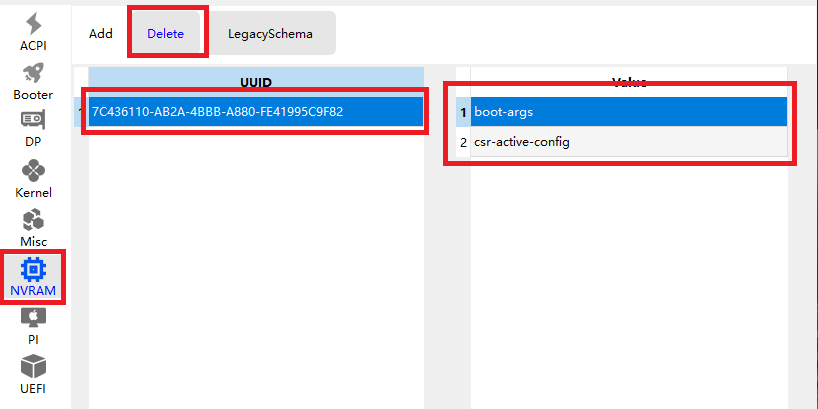 ACPI
Booter
DP
Kernel
Misc
NVRAM
PI
UEFI
Add Delete LegacySchema
UUID
1 7C436110-AB2A-4BBB-A880-FE41995C9F82
Value
1 boot-args
2 csr-active-config